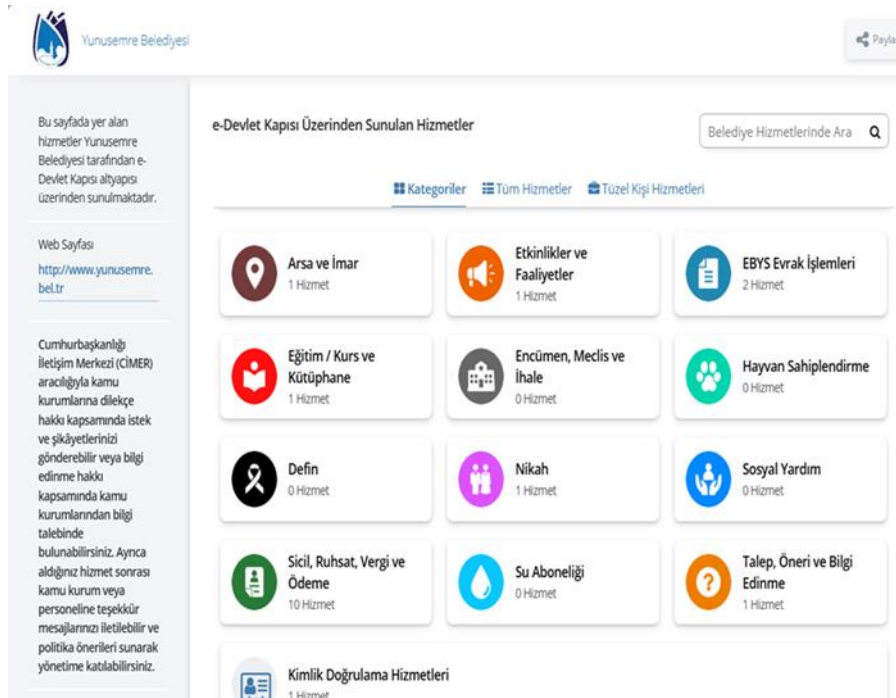 Yunusemre Belediyesi
Payla
Bu sayfada yer alan
hizmetler Yunusemre
Belediyesi tarafından e-
Devlet Kapısı altyapısı
üzerinden sunulmaktadır.
Web Sayfası
http://www.yunusemre.
bel.tr
Cumhurbaşkanlığı
İletişim Merkezi (CİMER)
aracılığıyla kamu
kurumlarına dilekçe
hakkı kapsamında istek
ve şikâyetlerinizi
gönderebilir veya bilgi
edinme hakkı
kapsamında kamu
kurumlarından bilgi
talebinde
bulunabilirsiniz. Ayrıca
aldığınız hizmet sonrası
kamu kurum veya
personeline teşekkür
mesajlarınızı iletilebilir ve
politika önerileri sunarak
yönetime katılabilirsiniz.
e-Devlet Kapısı Üzerinden Sunulan Hizmetler
Belediye Hizmetlerinde Ara
Kategoriler Tüm Hizmetler Tüzel Kişi Hizmetleri
Arsa ve İmar
1 Hizmet
Etkinlikler ve
Faaliyetler
1 Hizmet
EBYS Evrak İşlemleri
2 Hizmet
Eğitim / Kurs ve
Kütüphane
1 Hizmet
Encümen, Meclis ve
İhale
0 Hizmet
Hayvan Sahiplendirme
0 Hizmet
Defin
0 Hizmet
Nikah
1 Hizmet
Sosyal Yardım
0 Hizmet
Sicil, Ruhsat, Vergi ve
Ödeme
10 Hizmet
Su Aboneliği
0 Hizmet
Talep, Öneri ve Bilgi
Edinme
1 Hizmet
Kimlik Doğrulama Hizmetleri
1 Hizmet